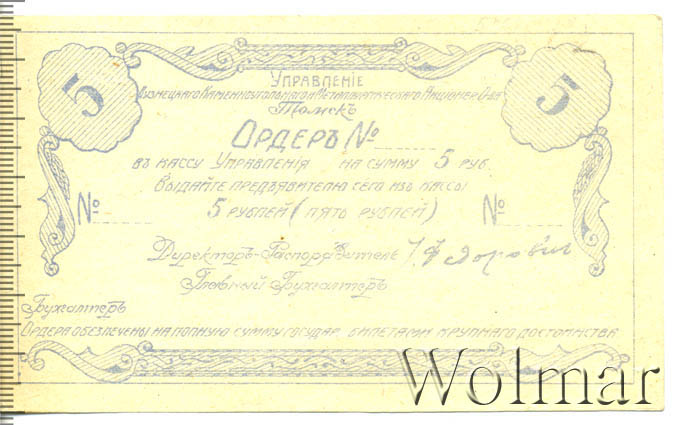 5 5
Управленіе
Кузнецкаго Каменноугольнаго и Металлургическаго Акціонер. О-ва
Томскъ
Ордеръ №
въ кассу Управленія на сумму 5 руб.
Выдайте предъявителю сего изъ кассы
№ 5 рублей (пять рублей) №
Директоръ-Распорядитель
Главный Бухгалтеръ
Бухгалтеръ
Ордера обезпечены на полную сумму государ. билетами крупнаго достоинства
Wolmar